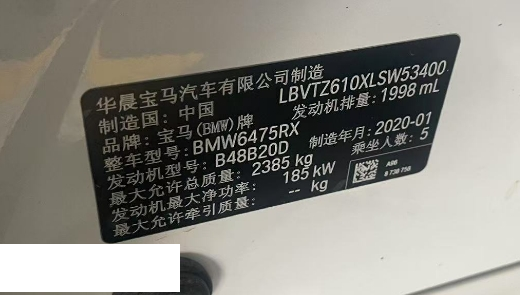 华晨宝马汽车有限公司制造
LBVTZ610XLSW53400
制造国：中国
发动机排量：1998 mL
品牌：宝马(BMW)牌
整车型号：BMW6475RX
制造年月：2020-01
发动机型号：B48B20D
乘坐人数：5
最大允许总质量：2385 kg
发动机最大净功率：185 kW
最大允许牵引质量：-- kg
A98
8 738 756